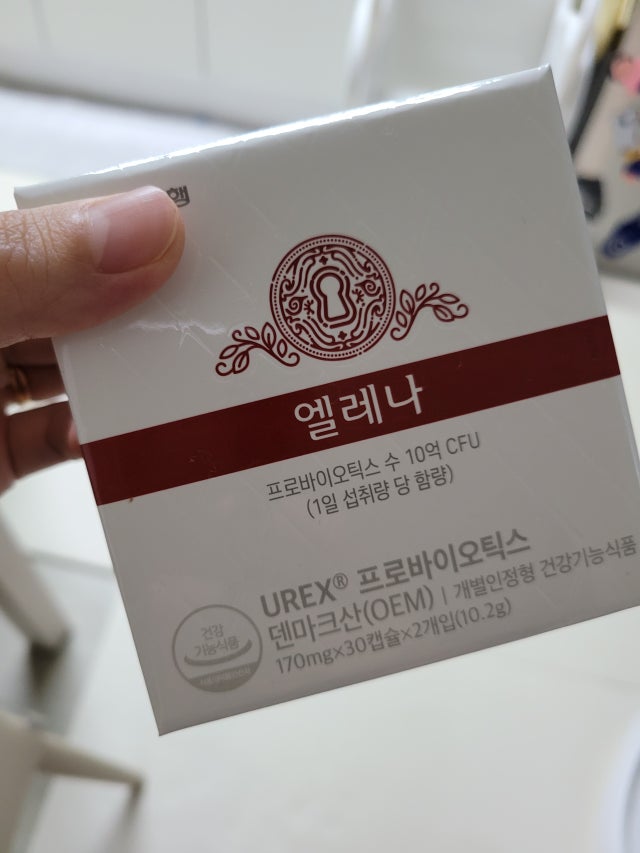 엘레나
프로바이오틱스 수 10억 CFU
(1일 섭취량 당 함량)
UREX® 프로바이오틱스
덴마크산(OEM) | 개별인정형 건강기능식품
170mg×30캡슐×2개입(10.2g)
건강
기능식품